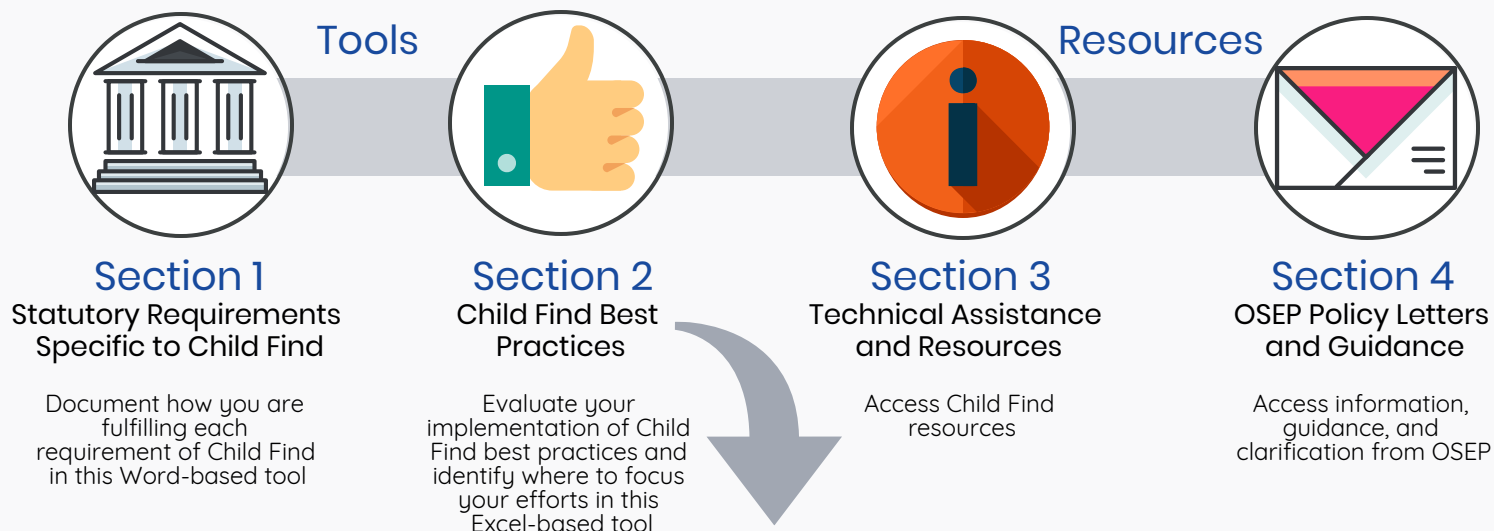 Tools
Resources
Section 1
Statutory Requirements
Specific to Child Find
Document how you are
fulfilling each
requirement of Child Find
in this Word-based tool
Section 2
Child Find Best
Practices
Evaluate your
implementation of Child
Find best practices and
identify where to focus
your efforts in this
Excel-based tool
Section 3
Technical Assistance
and Resources
Access Child Find
resources
Section 4
OSEP Policy Letters
and Guidance
Access information,
guidance, and
clarification from OSEP